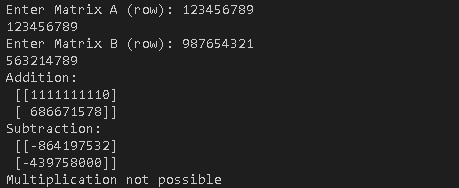 Enter Matrix A (row): 123456789
123456789
Enter Matrix B (row): 987654321
563214789
Addition:
[[1111111110]
[ 686671578]]
Subtraction:
[[-864197532]
[-439758000]]
Multiplication not possible